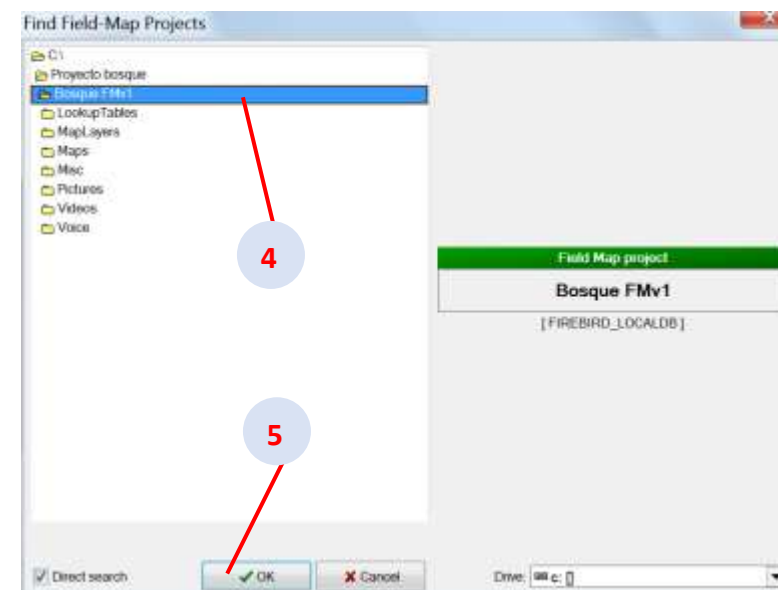 Find Field-Map Projects
C:\
Proyecto bosque
Bosque FMv1
LookupTables
MapLayers
Maps
Misc
Pictures
Videos
Voice
4
Field Map project
Bosque FMv1
[FIREBIRD_LOCALDB]
5
Direct search
OK
Cancel
Drive: c: []